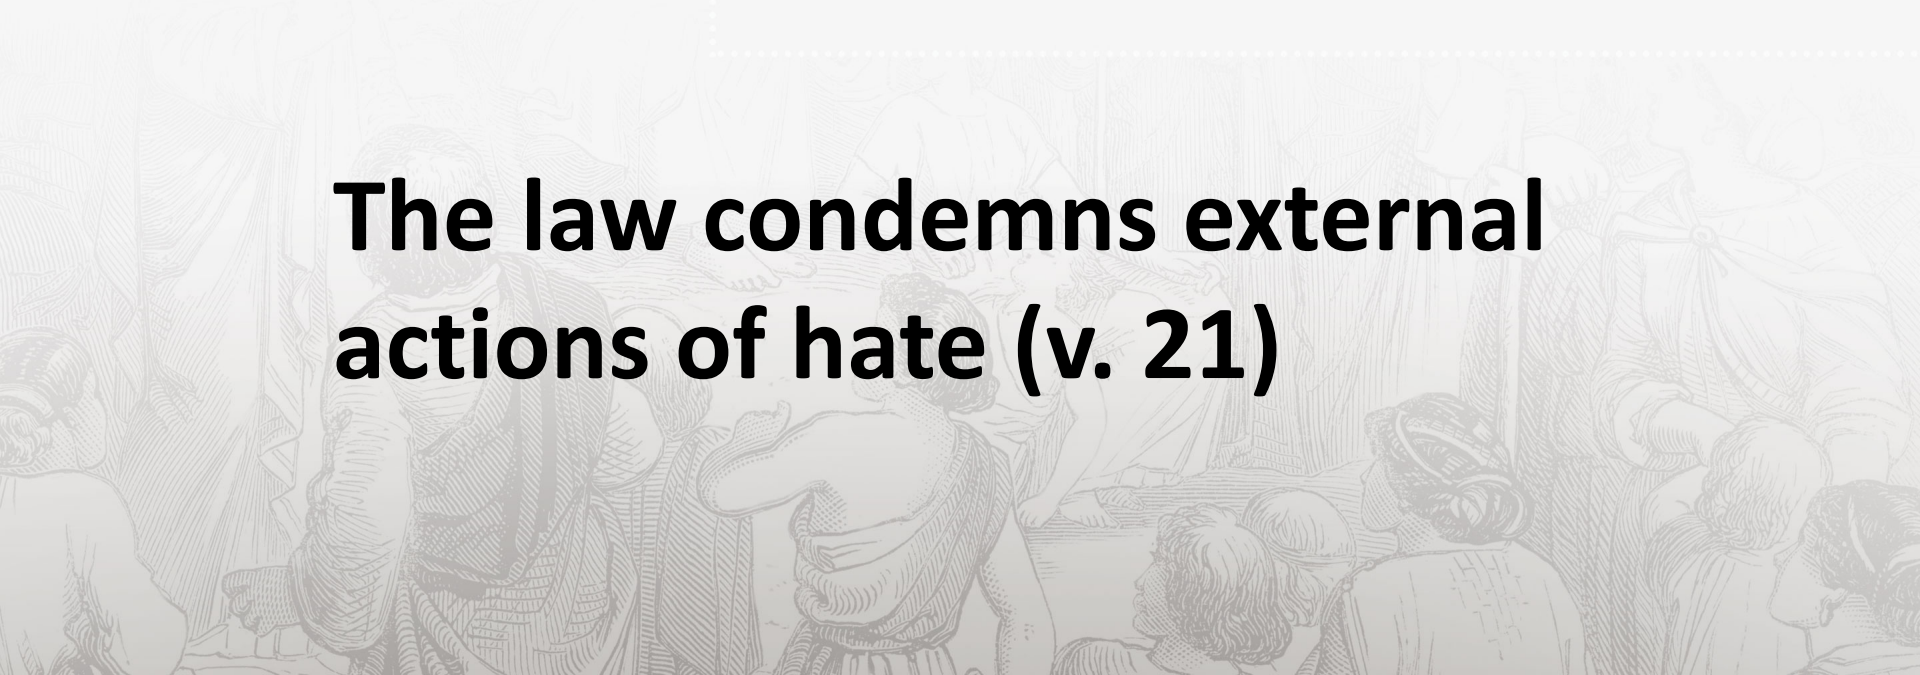 The law condemns external
actions of hate (v. 21)